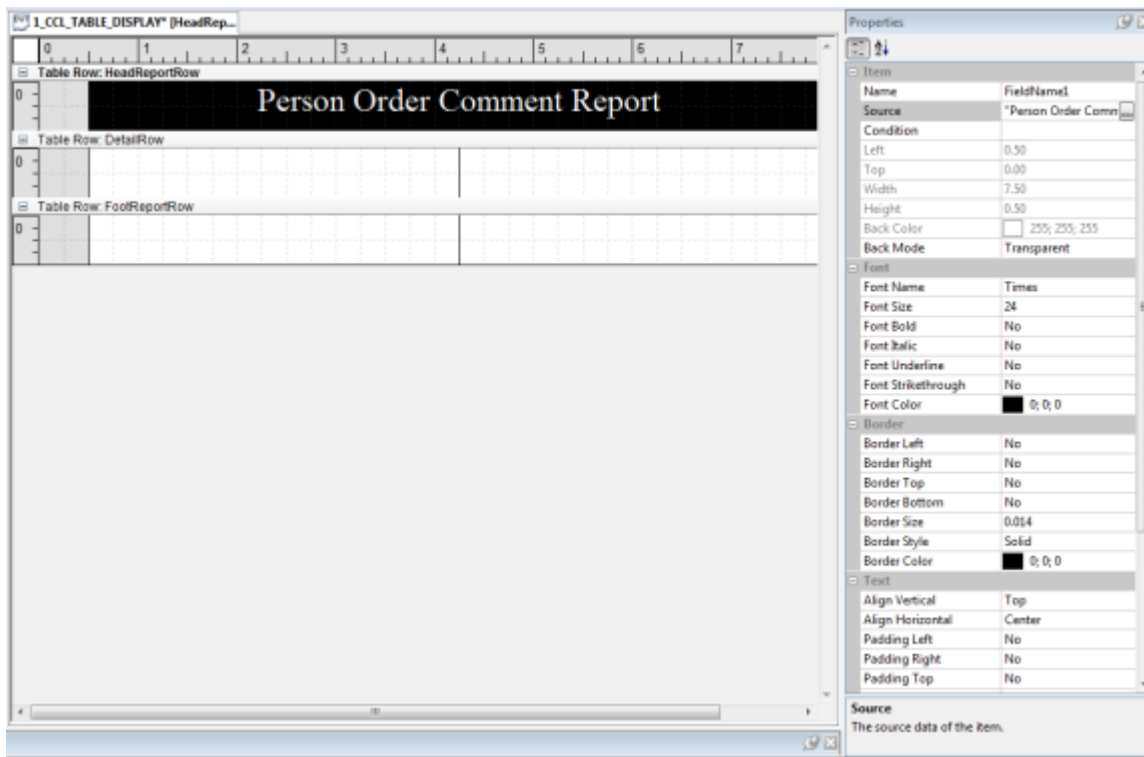 1_CCL_TABLE_DISPLAY* [HeadRep...
0 1 2 3 4 5 6 7
Table Row: HeadReportRow
0
Person Order Comment Report
Table Row: DetailRow
0
Table Row: FootReportRow
0
Properties
Item
Name FieldName1
Source "Person Order Comm ...
Condition
Left 0.50
Top 0.00
Width 7.50
Height 0.50
Back Color 255; 255; 255
Back Mode Transparent
Font
Font Name Times
Font Size 24
Font Bold No
Font Italic No
Font Underline No
Font Strikethrough No
Font Color 0; 0; 0
Border
Border Left No
Border Right No
Border Top No
Border Bottom No
Border Size 0.014
Border Style Solid
Border Color 0; 0; 0
Text
Align Vertical Top
Align Horizontal Center
Padding Left No
Padding Right No
Padding Top No
Source
The source data of the item.